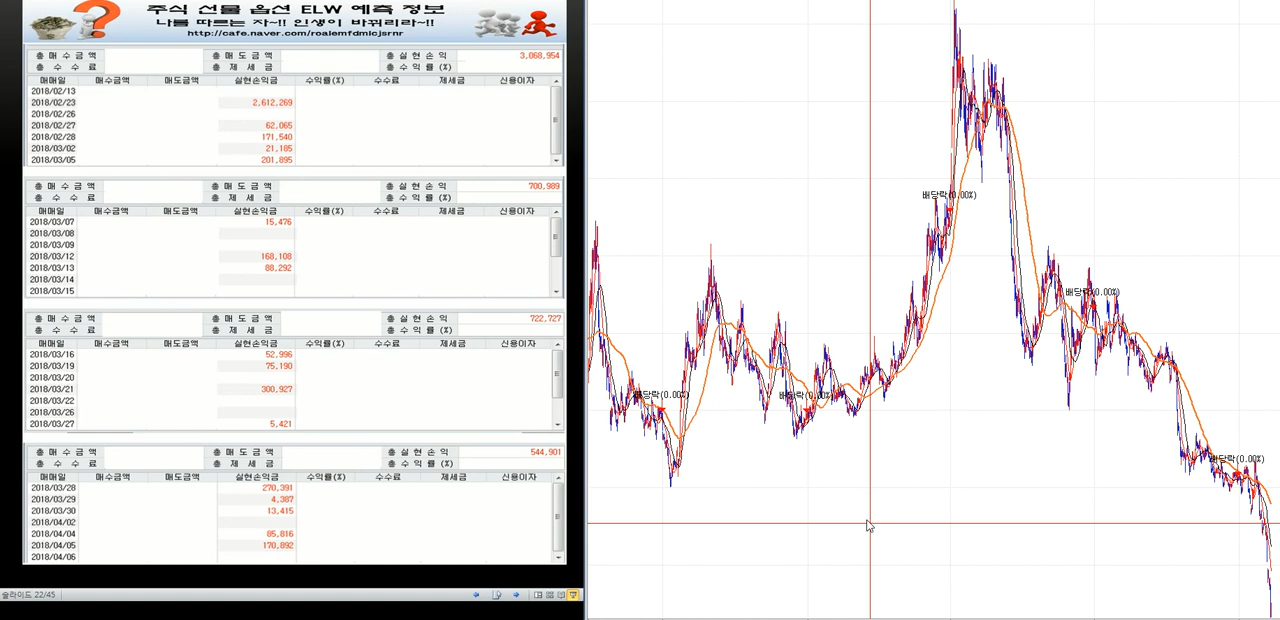 주식 선물 옵션 ELW 예측 정보
나를 따르는 자~!! 인생이 바뀌리라~!!
http://cafe.naver.com/roalemfdmlcjsrnr
총 매 수 금 액 총 매 도 금 액 총 실 현 손 익 3,068,954
총 수 수 료 총 제 세 금 총 수 익 률 (%)
매매일 매수금액 매도금액 실현손익금 수익률(%) 수수료 제세금 신용이자
2018/02/13
2018/02/23 2,612,269
2018/02/26
2018/02/27 62,065
2018/02/28 171,540
2018/03/02 21,185
2018/03/05 201,895
총 매 수 금 액 총 매 도 금 액 총 실 현 손 익 700,989
총 수 수 료 총 제 세 금 총 수 익 률 (%)
매매일 매수금액 매도금액 실현손익금 수익률(%) 수수료 제세금 신용이자
2018/03/07 15,476
2018/03/08
2018/03/09
2018/03/12 168,108
2018/03/13 88,292
2018/03/14
2018/03/15
총 매 수 금 액 총 매 도 금 액 총 실 현 손 익 722,727
총 수 수 료 총 제 세 금 총 수 익 률 (%)
매매일 매수금액 매도금액 실현손익금 수익률(%) 수수료 제세금 신용이자
2018/03/16 52,996
2018/03/19 75,190
2018/03/20
2018/03/21 300,927
2018/03/22
2018/03/26
2018/03/27 5,421
총 매 수 금 액 총 매 도 금 액 총 실 현 손 익 544,901
총 수 수 료 총 제 세 금 총 수 익 률 (%)
매매일 매수금액 매도금액 실현손익금 수익률(%) 수수료 제세금 신용이자
2018/03/28 270,391
2018/03/29 4,387
2018/03/30 13,415
2018/04/02
2018/04/04 85,816
2018/04/05 170,892
2018/04/06
슬라이드 22/45
배당락(0.00%)
배당락(0.00%)
배당락(0.00%)
배당락(0.00%)
배당락(0.00%)